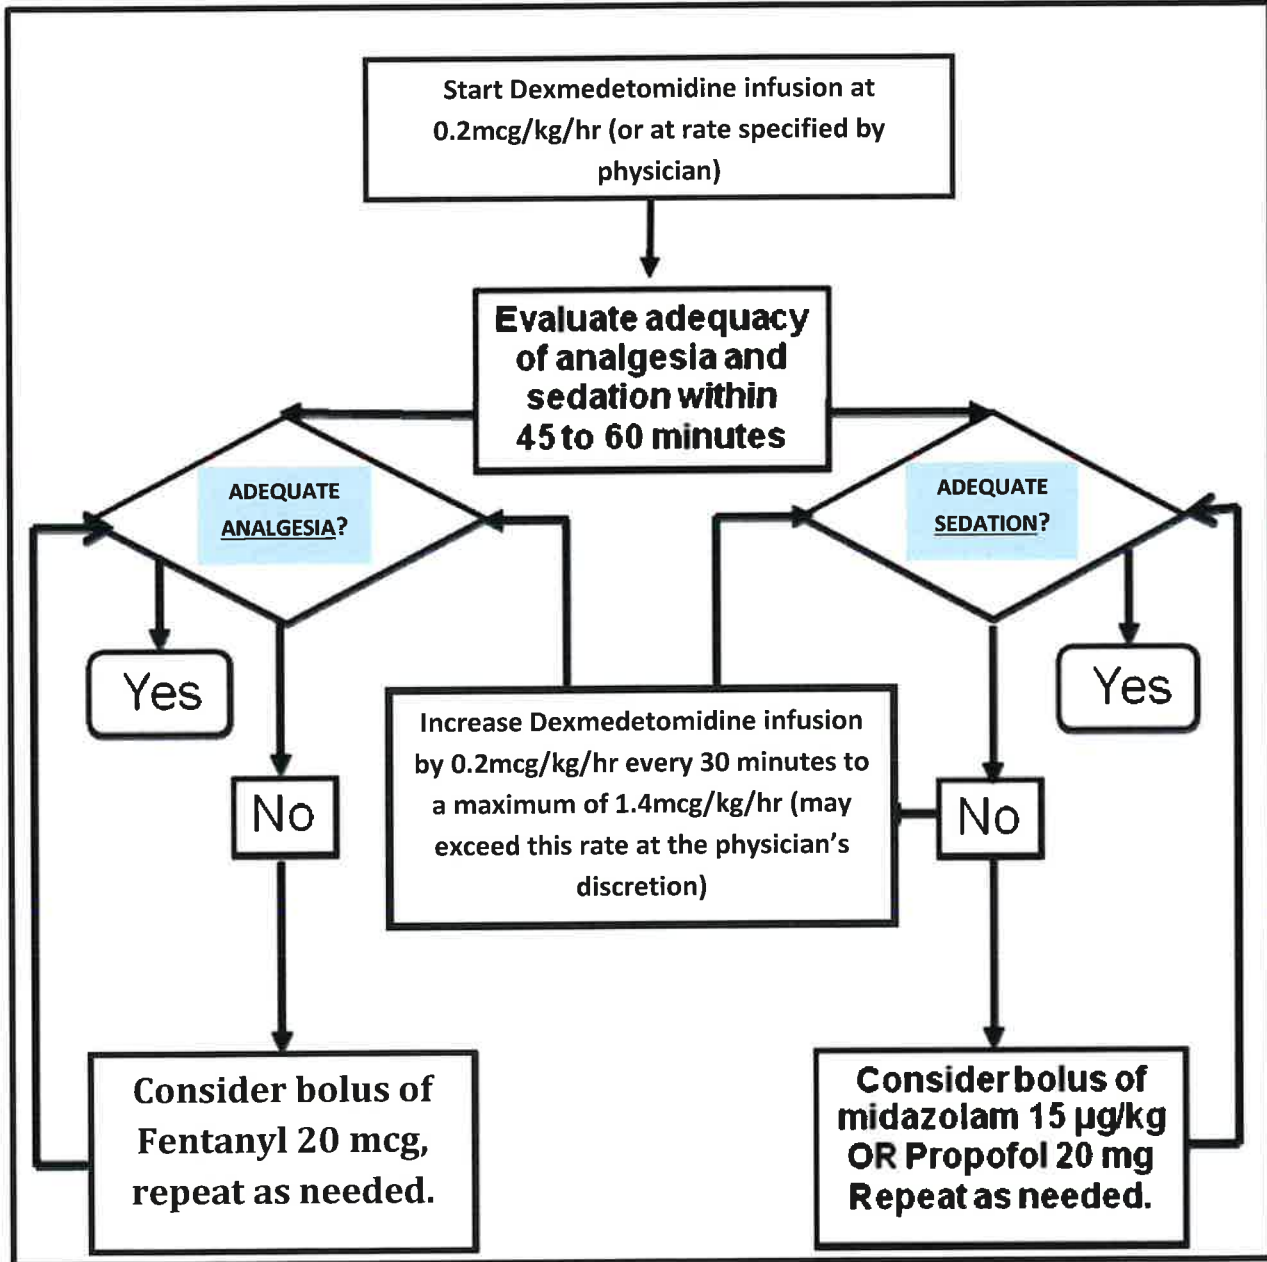 Start Dexmedetomidine infusion at
0.2mcg/kg/hr (or at rate specified by
physician)
Evaluate adequacy
of analgesia and
sedation within
45 to 60 minutes
ADEQUATE
ANALGESIA?
ADEQUATE
SEDATION?
Yes
Yes
Increase Dexmedetomidine infusion
by 0.2mcg/kg/hr every 30 minutes to
a maximum of 1.4mcg/kg/hr (may
exceed this rate at the physician's
discretion)
No
No
Consider bolus of
Fentanyl 20 mcg,
repeat as needed.
Consider bolus of
midazolam 15 µg/kg
OR Propofol 20 mg
Repeat as needed.